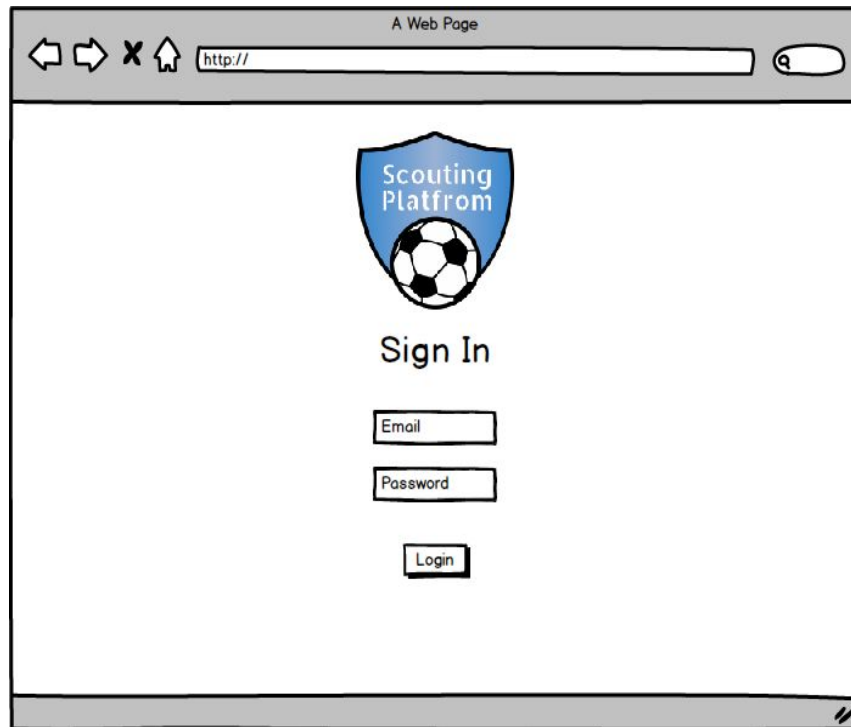 A Web Page
http://
Scouting
Platfrom
Sign In
Email
Password
Login